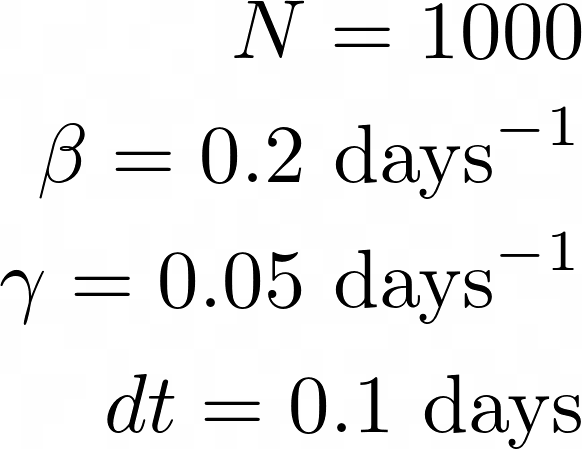 N = 1000
β = 0.2 days⁻¹
γ = 0.05 days⁻¹
dt = 0.1 days